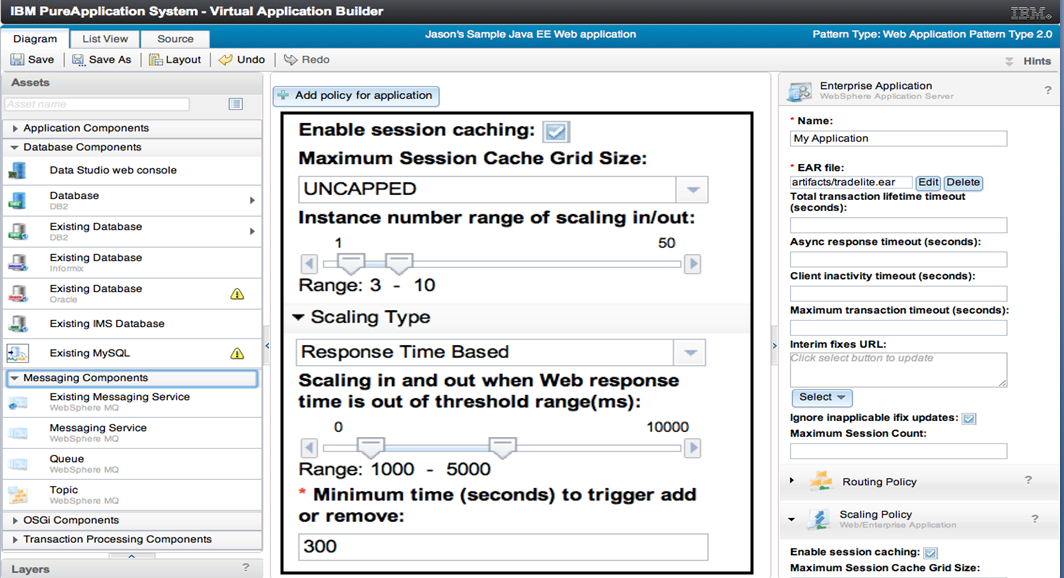 IBM PureApplication System - Virtual Application Builder
IBM
Diagram
List View
Source
Jason's Sample Java EE Web application
Pattern Type: Web Application Pattern Type 2.0
Save
Save As
Layout
Undo
Redo
Hints
Assets
Asset name
Application Components
Database Components
Data Studio web console
Database
DB2
Existing Database
DB2
Existing Database
Informix
Existing Database
Oracle
Existing IMS Database
Existing MySQL
Messaging Components
Existing Messaging Service
WebSphere MQ
Messaging Service
WebSphere MQ
Queue
WebSphere MQ
Topic
WebSphere MQ
OSGi Components
Transaction Processing Components
Layers
?
Add policy for application
Enable session caching:
Maximum Session Cache Grid Size:
UNCAPPED
Instance number range of scaling in/out:
1 50
Range: 3 - 10
Scaling Type
Response Time Based
Scaling in and out when Web response
time is out of threshold range(ms):
0 10000
Range: 1000 - 5000
* Minimum time (seconds) to trigger add
or remove:
300
Enterprise Application
WebSphere Application Server
?
* Name:
My Application
* EAR file:
artifacts/tradelite.ear Edit Delete
Total transaction lifetime timeout
(seconds):
Async response timeout (seconds):
Client inactivity timeout (seconds):
Maximum transaction timeout (seconds):
Interim fixes URL:
Click select button to update
Select
Ignore inapplicable ifix updates:
Maximum Session Count:
Routing Policy
?
Scaling Policy
Web/Enterprise Application
?
Enable session caching:
Maximum Session Cache Grid Size: